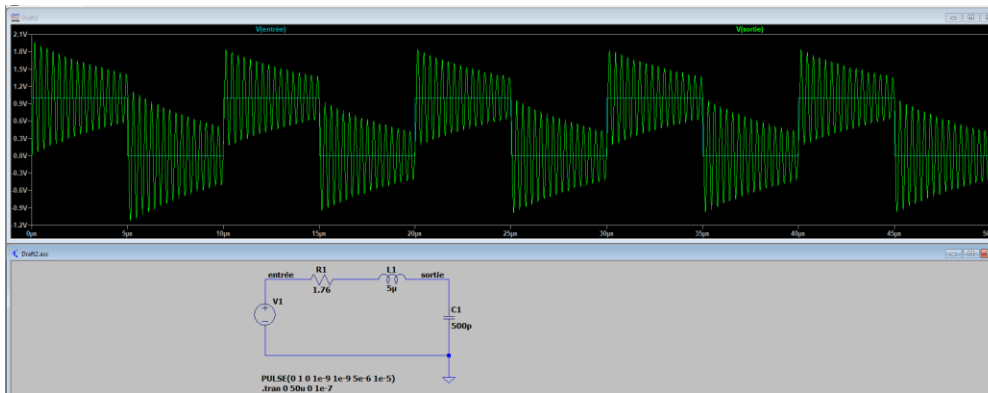 Draft2
V(entrée) V(sortie)
2.1V
1.8V
1.5V
1.2V
0.9V
0.6V
0.3V
0.0V
-0.3V
-0.6V
-0.9V
-1.2V
0µs 5µs 10µs 15µs 20µs 25µs 30µs 35µs 40µs 45µs
Draft2.asc
entrée R1 L1 sortie
1.76 5µ
V1 C1
500p
PULSE(0 1 0 1e-9 1e-9 5e-6 1e-5)
.tran 0 50u 0 1e-7